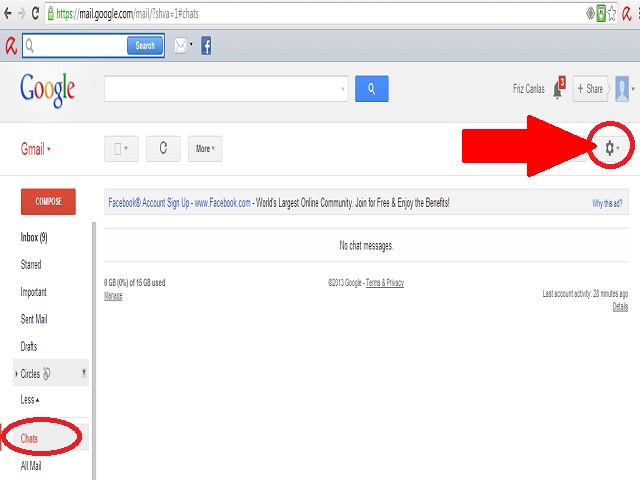 https://mail.google.com/mail/?shva=1#chats
Search
Google
Friz Canlas
3
+ Share
Gmail
More
COMPOSE
Facebook® Account Sign Up - www.Facebook.com - World's Largest Online Community. Join for Free & Enjoy the Benefits!
Why this ad?
Inbox (9)
No chat messages.
Starred
Important
0 GB (0%) of 15 GB used
Manage
©2013 Google - Terms & Privacy
Last account activity: 28 minutes ago
Details
Sent Mail
Drafts
Circles
Less
Chats
All Mail